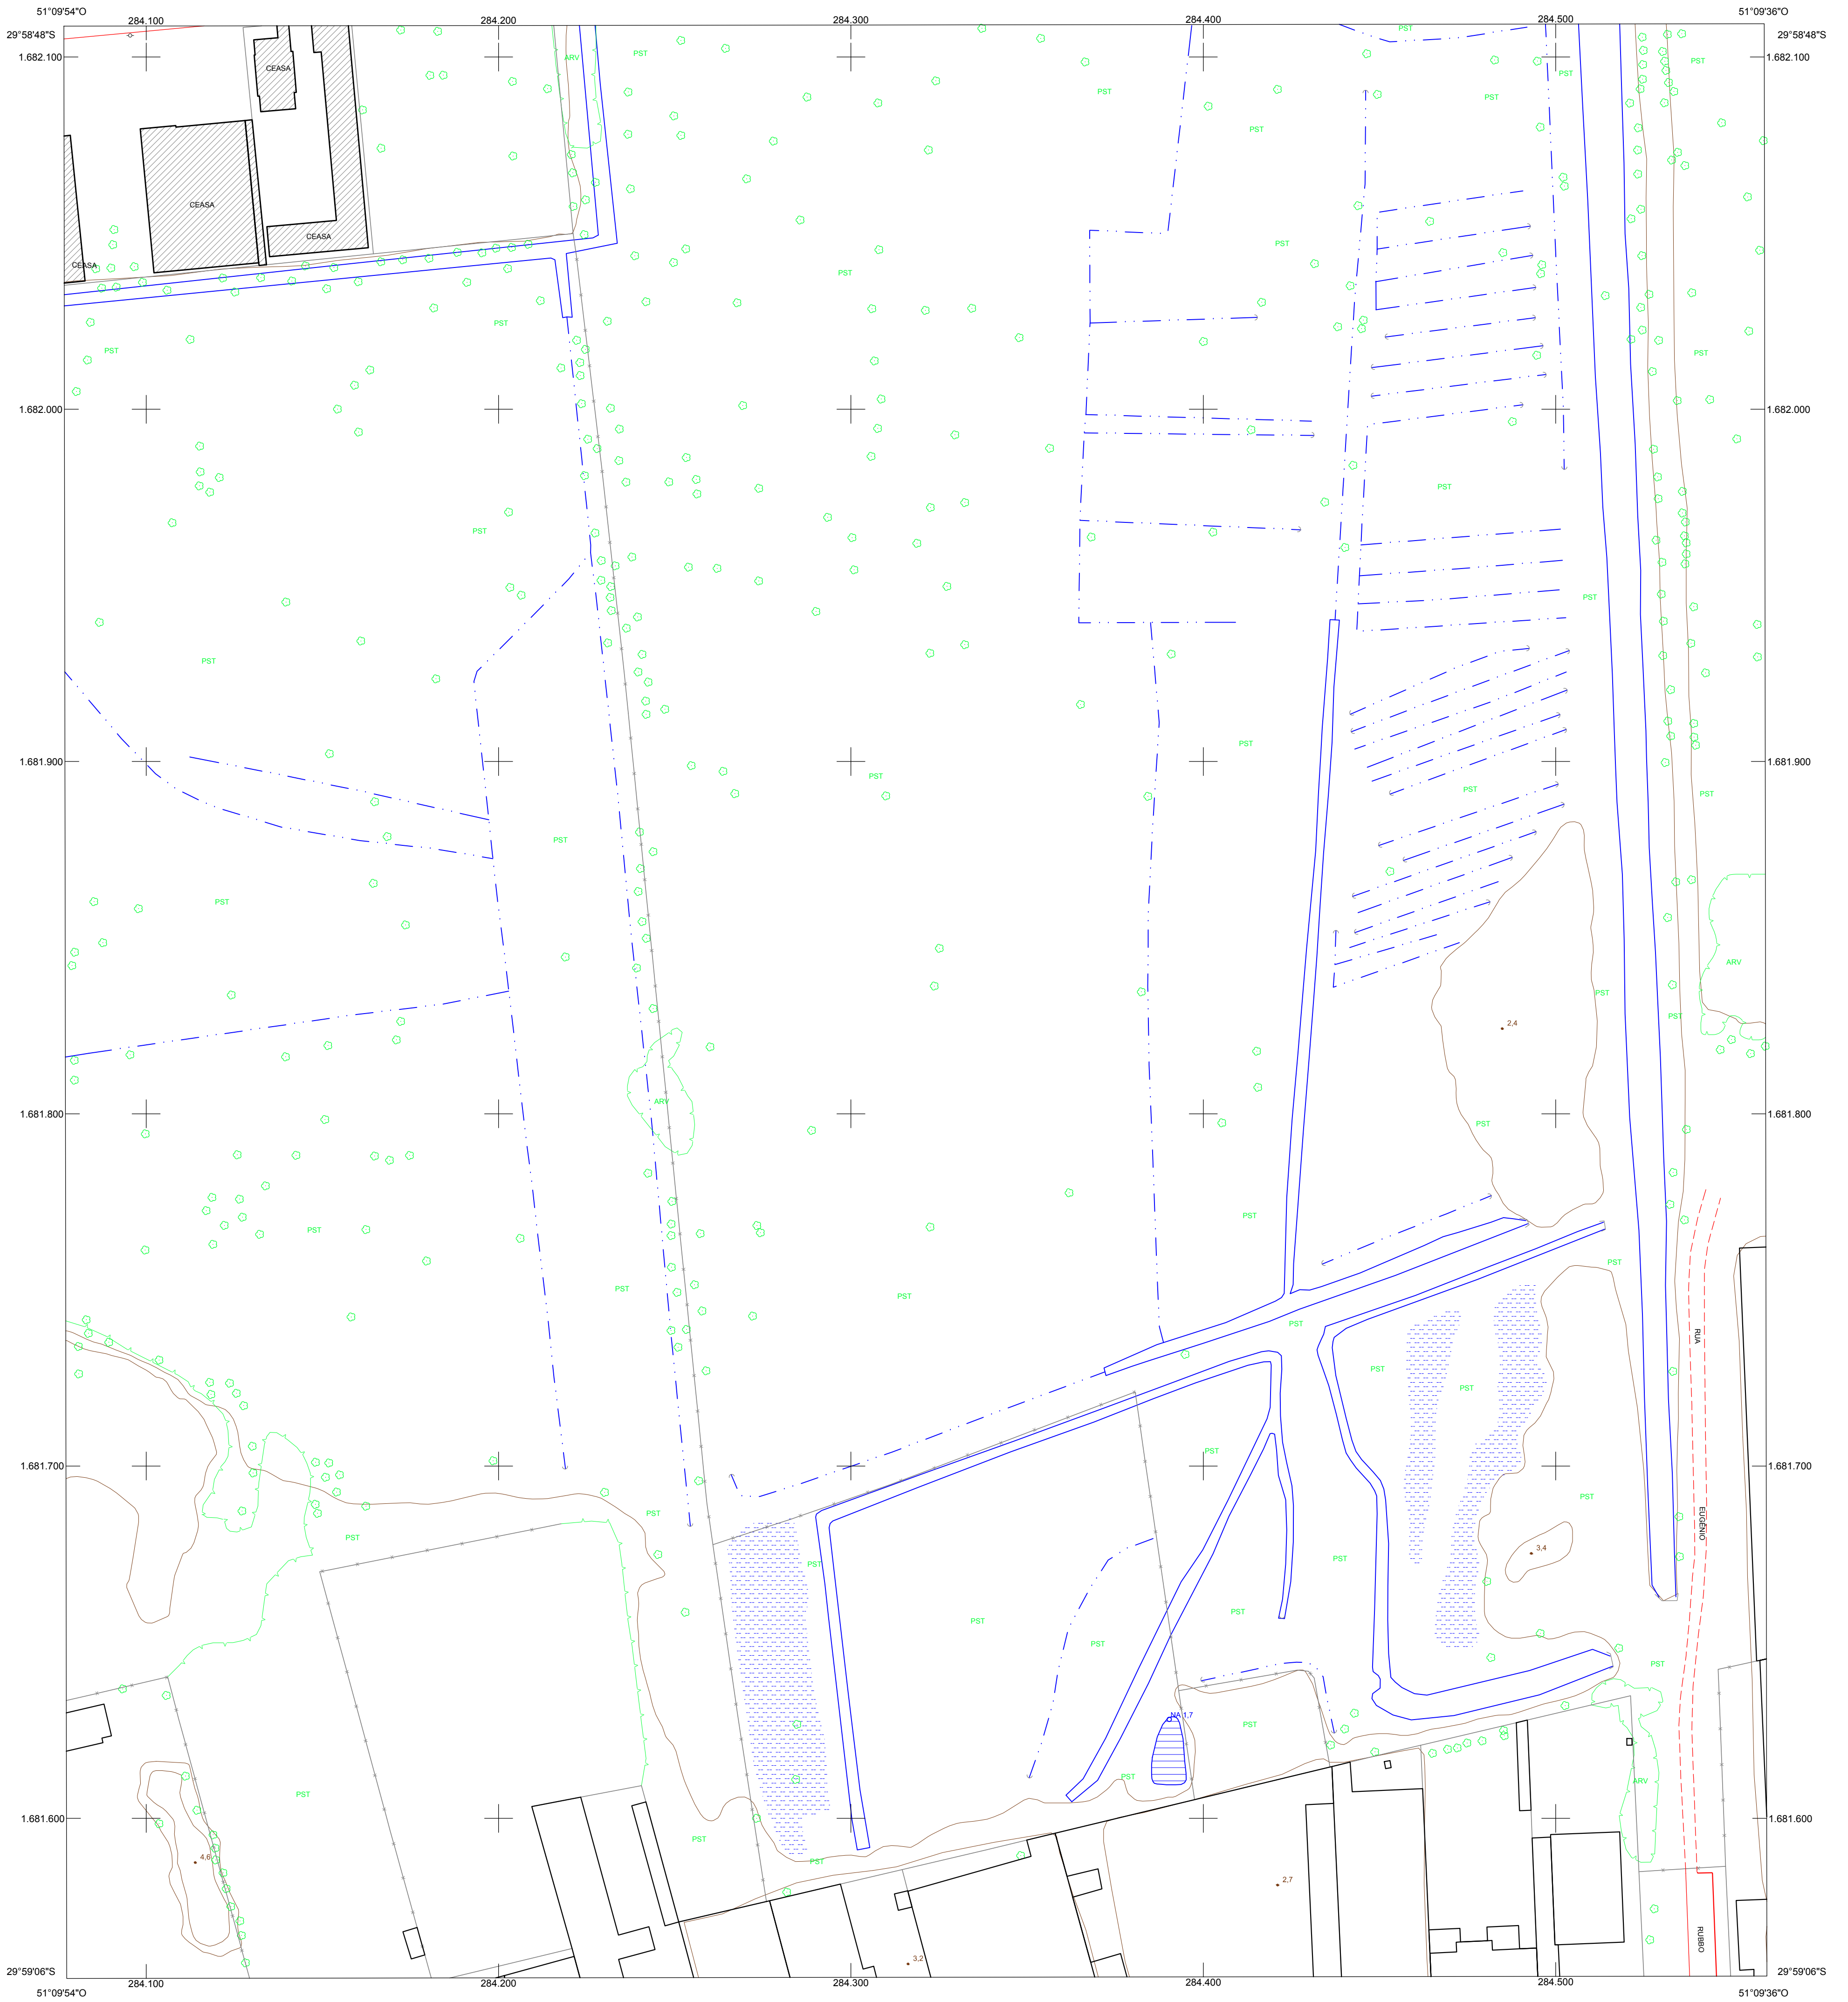 51°09'54"O
51°09'36"O
284.100
284.200
284.300
284.400
284.500
29°58'48"S
29°58'48"S
PST
PST
ARV
PST
1.682.100
1.682.100
PST
CEASA
PST
PST
PST
PST
CEASA
CEASA
PST
CEASA
PST
PST
PST
PST
1.682.000
1.682.000
PST
PST
PST
PST
PST
1.681.900
1.681.900
PST
PST
PST
PST
PST
ARV
PST
2,4
PST
ARV
1.681.800
1.681.800
PST
PST
PST
PST
PST
PST
PST
RUA
PST
PST
PST
1.681.700
1.681.700
PST
PST
EUGÊNIO
PST
3,4
PST
PST
PST
PST
PST
PST
NA 1,7
PST
PST
ARV
PST
1.681.600
1.681.600
PST
PST
4,6
2,7
RUBBO
3,2
29°59'06"S
29°59'06"S
284.100
284.200
284.300
284.400
284.500
51°09'54"O
51°09'36"O